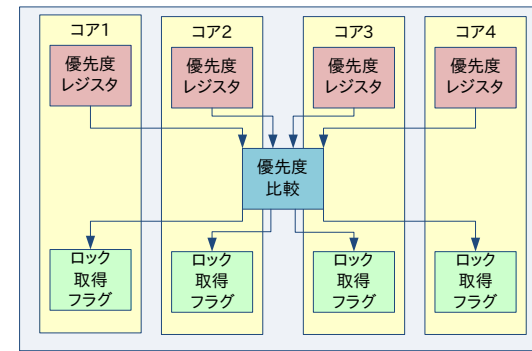 コア1
コア2
コア3
コア4
優先度
レジスタ
優先度
レジスタ
優先度
レジスタ
優先度
レジスタ
優先度
比較
ロック
取得
フラグ
ロック
取得
フラグ
ロック
取得
フラグ
ロック
取得
フラグ